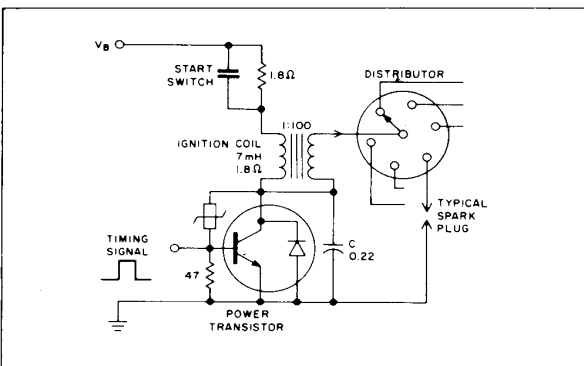 VB
START
SWITCH
1.8Ω
DISTRIBUTOR
1:100
IGNITION COIL
7mH
1.8Ω
TYPICAL
SPARK
PLUG
TIMING
SIGNAL
47
C
0.22
POWER
TRANSISTOR